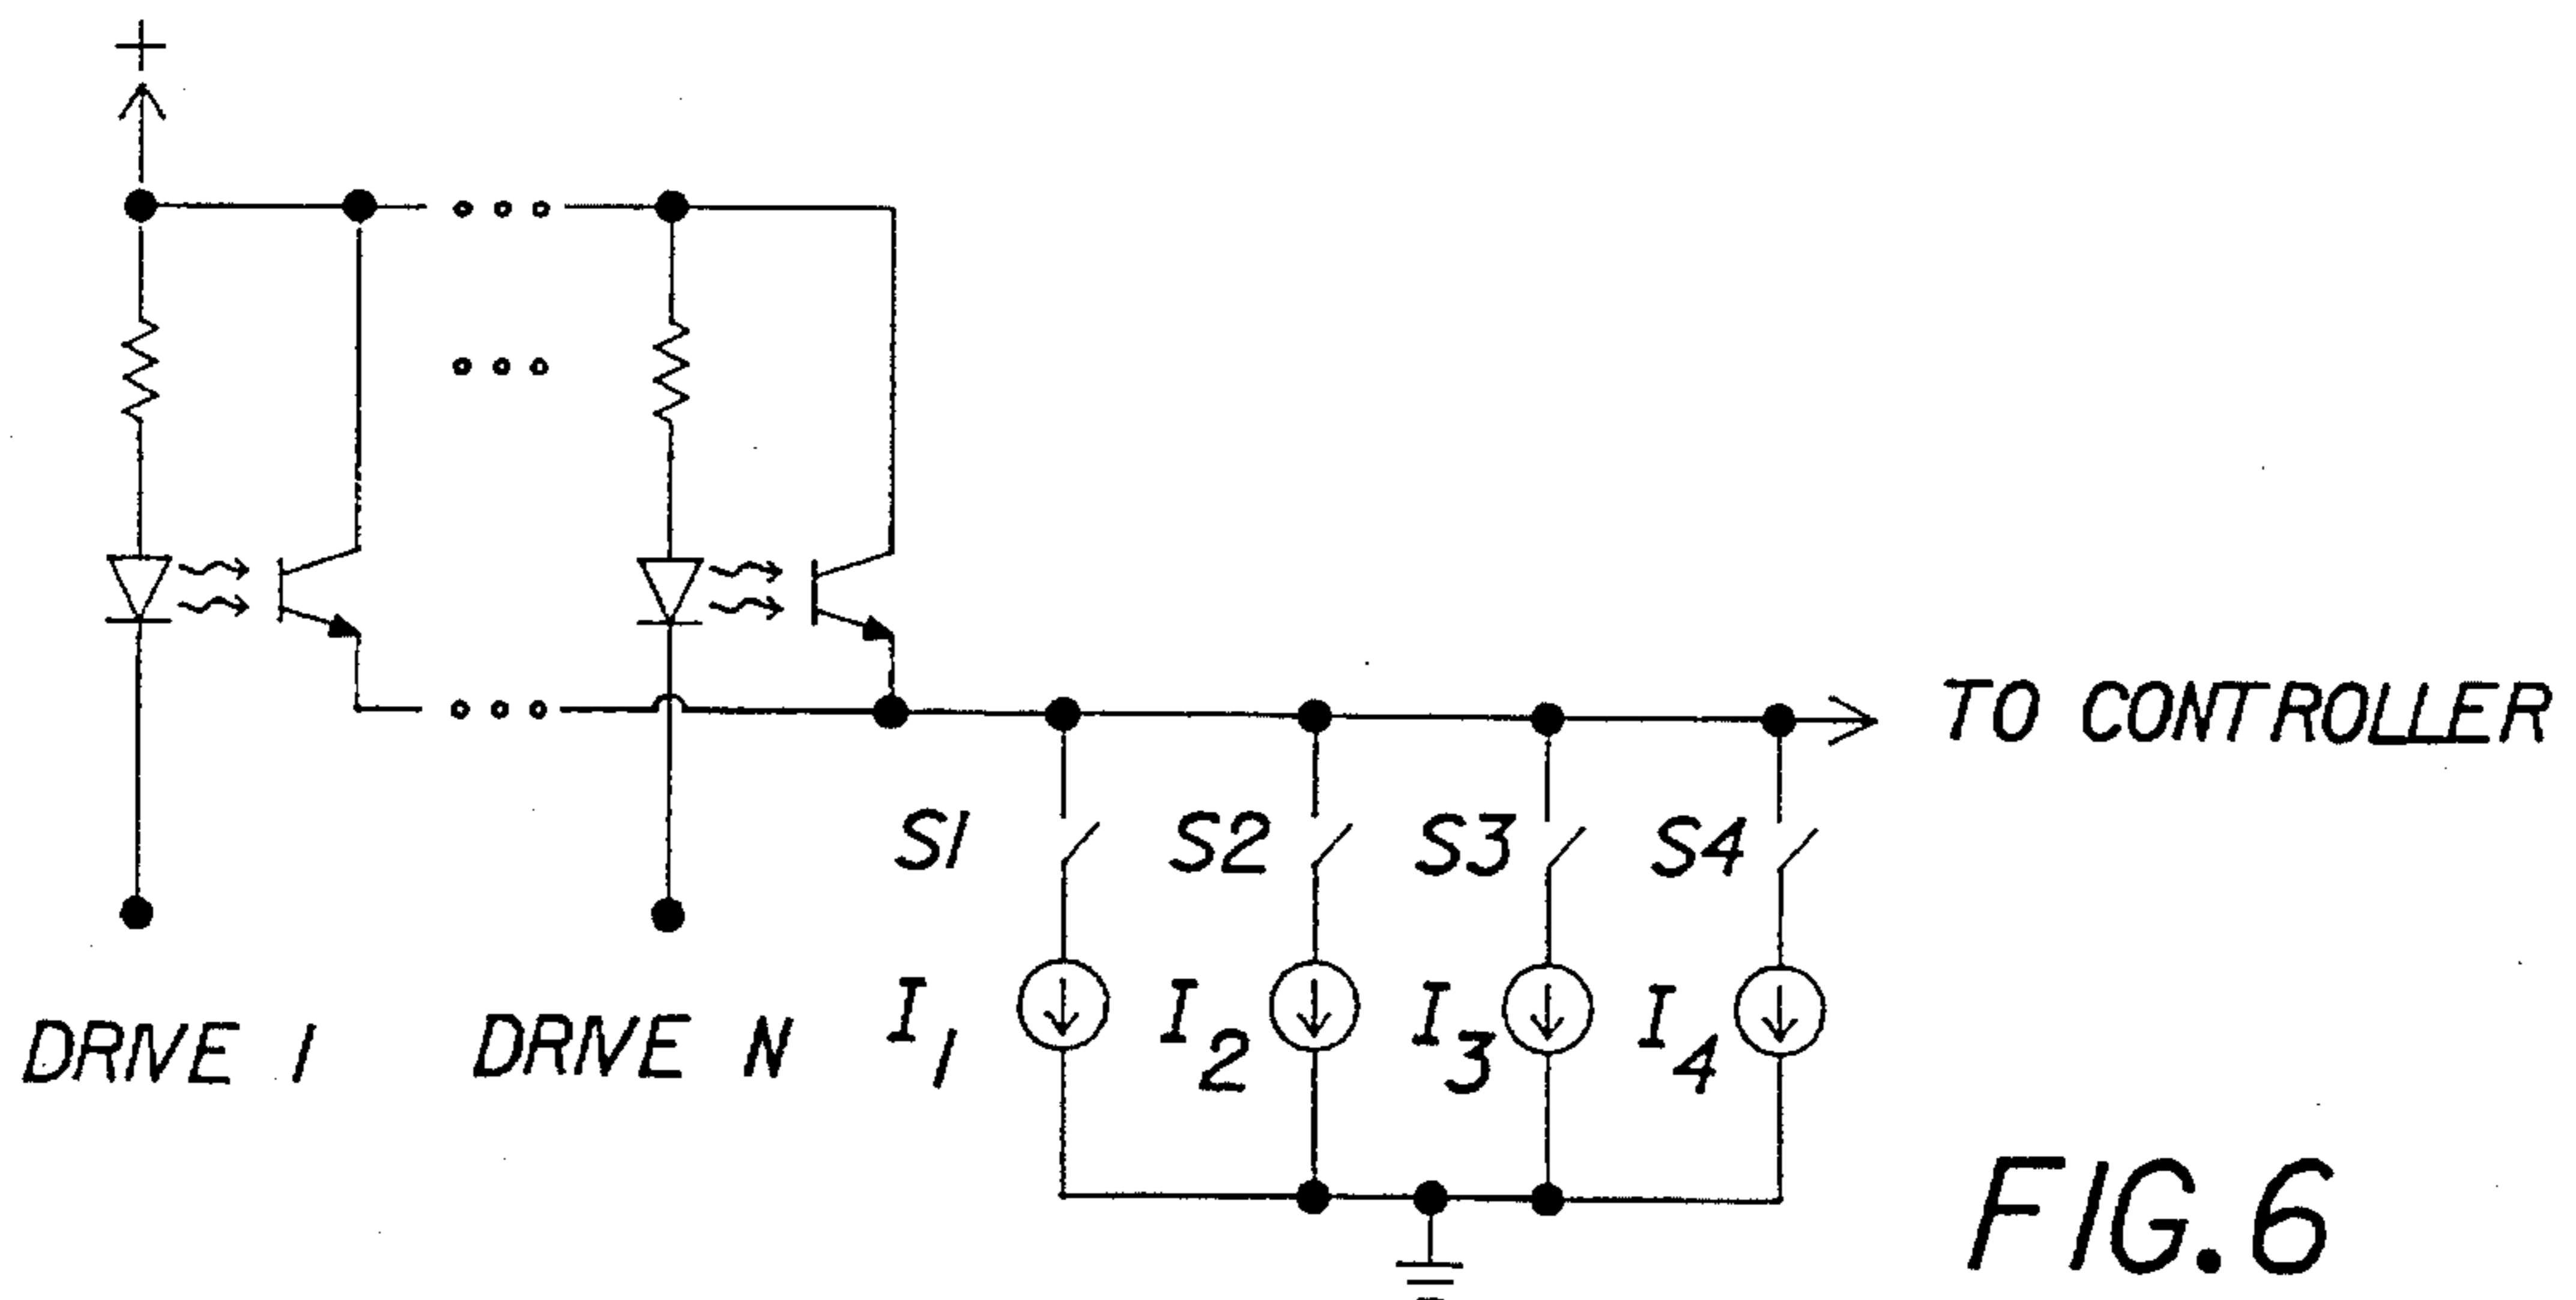 +
TO CONTROLLER
S1 S2 S3 S4
I1 I2 I3 I4
DRIVE 1 DRIVE N
FIG.6